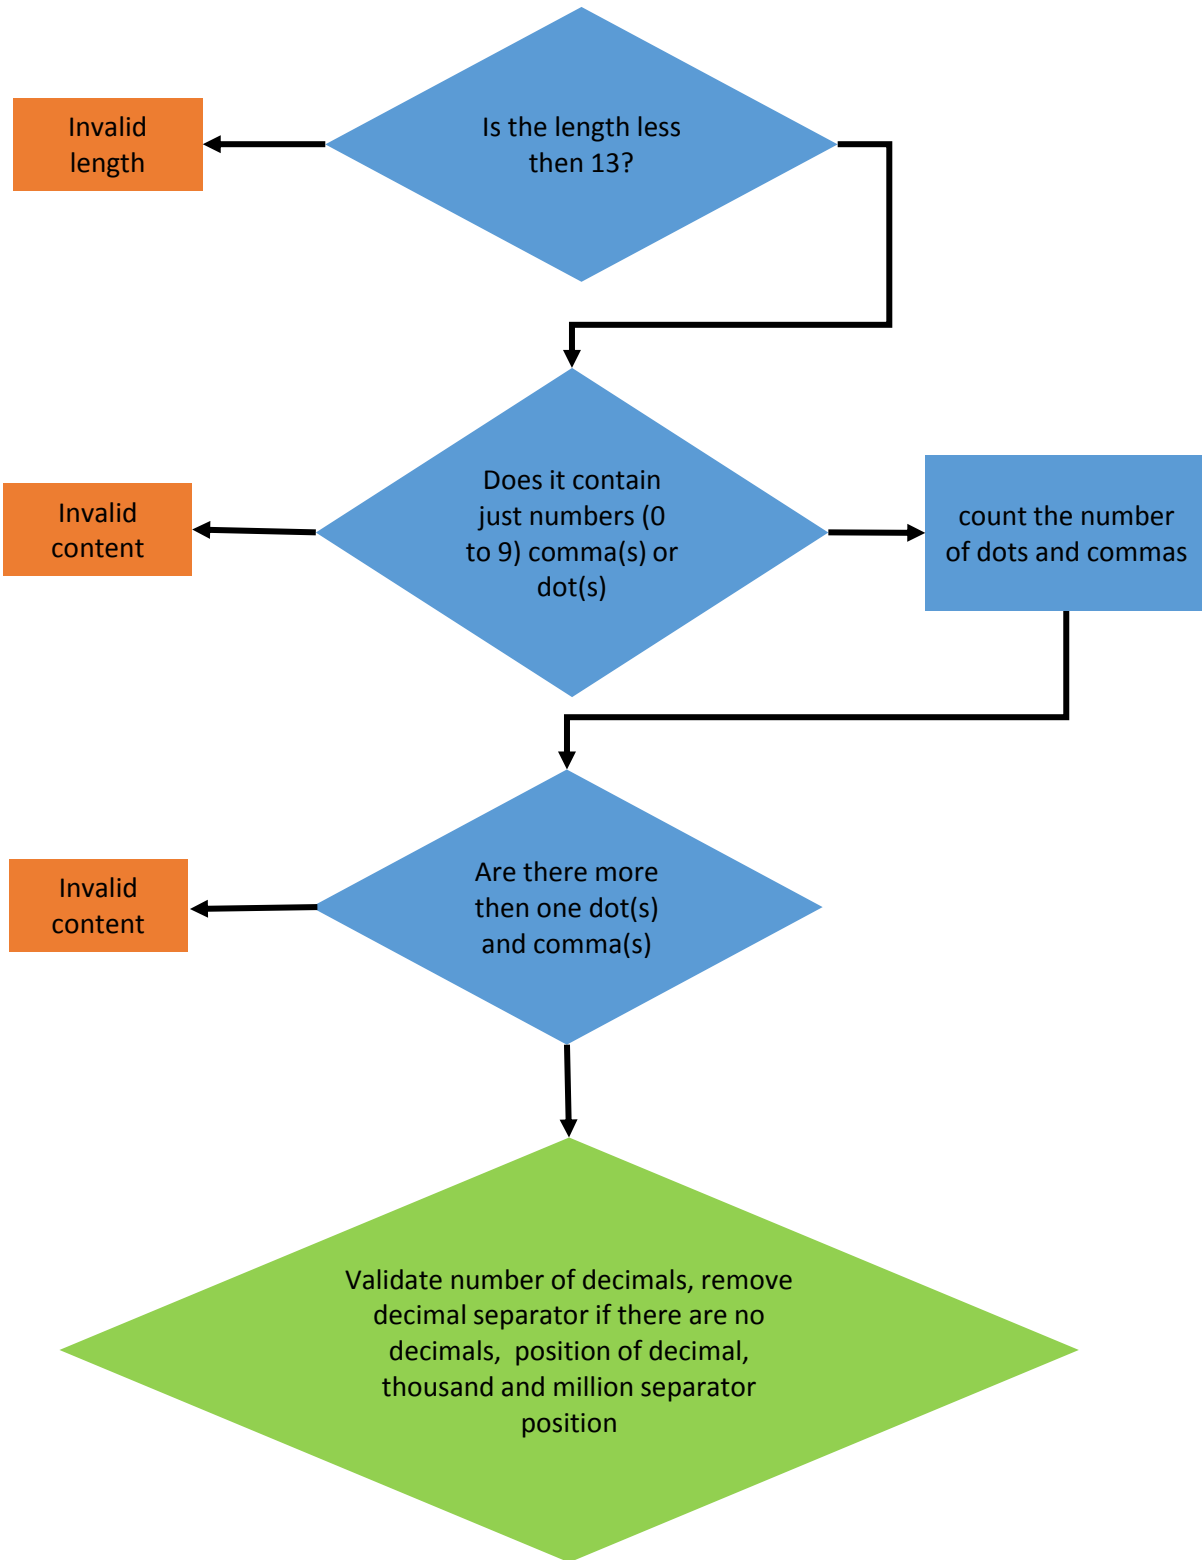 Is the length less
then 13?
Invalid
length
Does it contain
just numbers (0
to 9) comma(s) or
dot(s)
Invalid
content
count the number
of dots and commas
Are there more
then one dot(s)
and comma(s)
Invalid
content
Validate number of decimals, remove
decimal separator if there are no
decimals,  position of decimal,
thousand and million separator
position